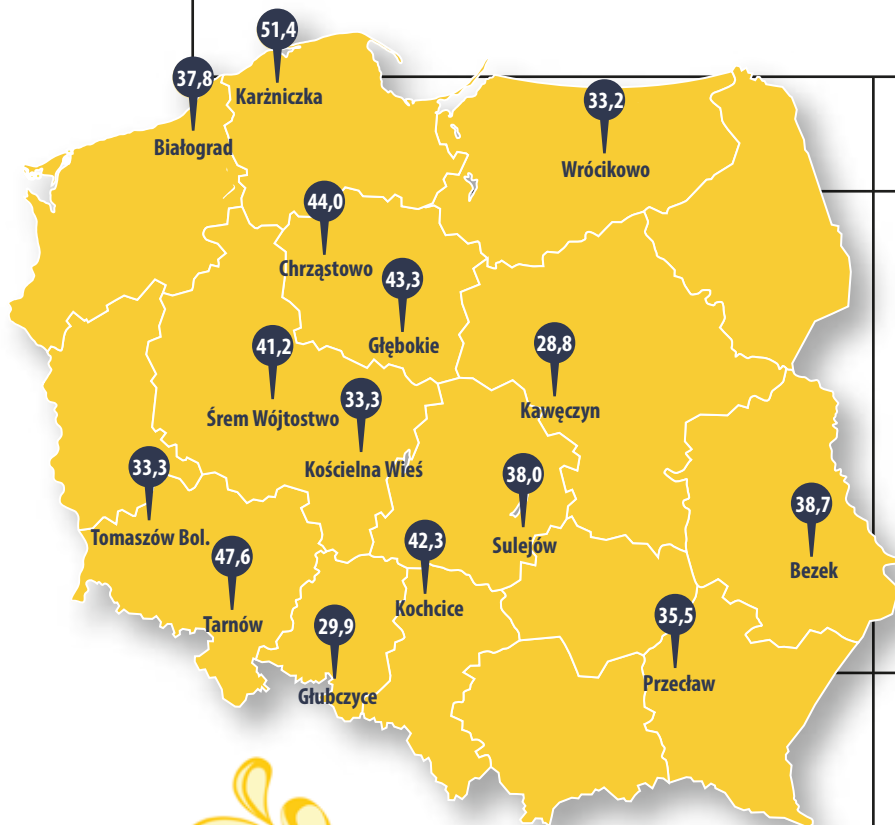 51,4
Karżniczka
37,8
Białograd
33,2
Wrócikowo
44,0
Chrząstowo
43,3
Głębokie
41,2
Śrem Wójtostwo
28,8
Kawęczyn
33,3
Kościelna Wieś
33,3
Tomaszów Bol.
38,0
Sulejów
38,7
Bezek
47,6
Tarnów
42,3
Kochcice
29,9
Głubczyce
35,5
Przecław